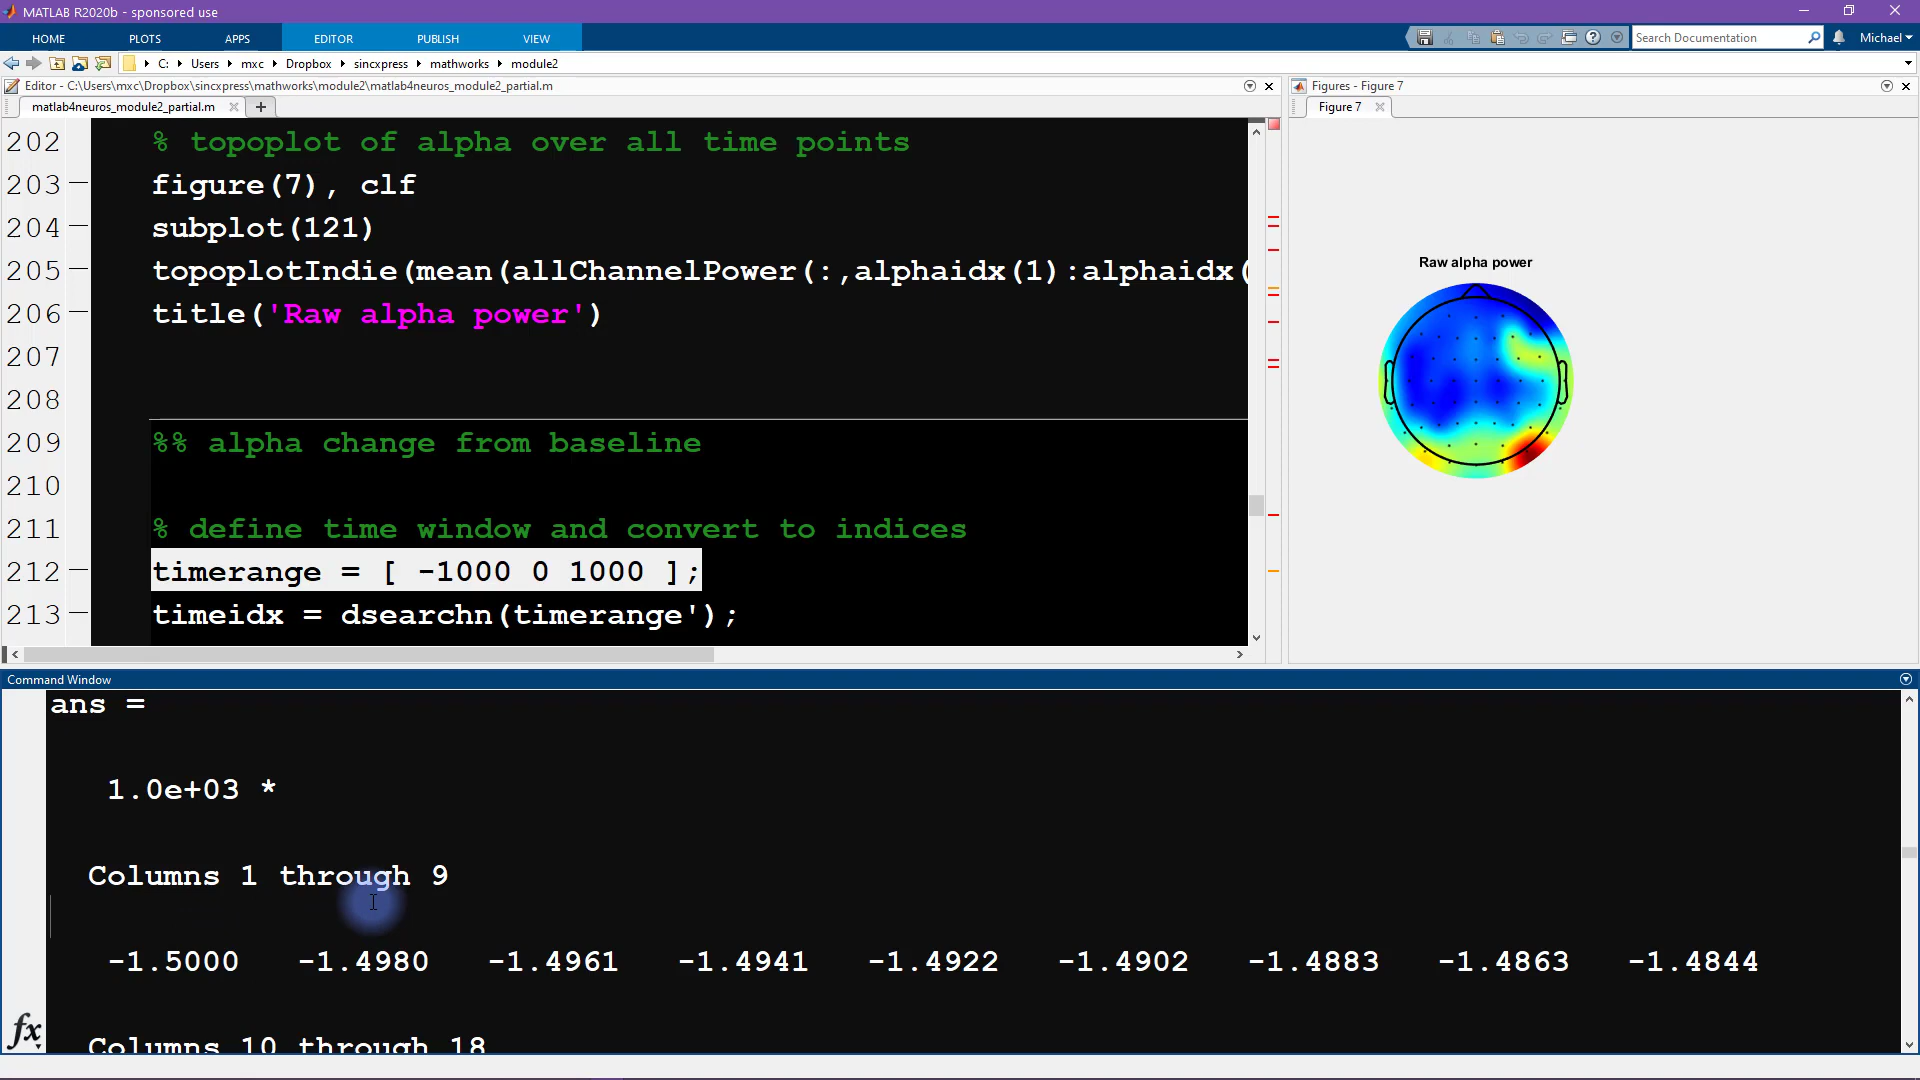 MATLAB R2020b - sponsored use
HOME PLOTS APPS EDITOR PUBLISH VIEW Search Documentation Michael
C: Users mxc Dropbox sincxpress mathworks module2
Editor - C:\Users\mxc\Dropbox\sincxpress\mathworks\module2\matlab4neuros_module2_partial.m
Figures - Figure 7
matlab4neuros_module2_partial.m
Figure 7
202 % topoplot of alpha over all time points
203 figure(7), clf
204 subplot(121)
205 topoplotIndie(mean(allChannelPower(:,alphaidx(1):alphaidx(
206 title('Raw alpha power')
207
208
209 %% alpha change from baseline
210
211 % define time window and convert to indices
212 timerange = [ -1000 0 1000 ];
213 timeidx = dsearchn(timerange');
Raw alpha power
Command Window
ans =
1.0e+03 *
Columns 1 through 9
-1.5000 -1.4980 -1.4961 -1.4941 -1.4922 -1.4902 -1.4883 -1.4863 -1.4844
Columns 10 through 18
fx